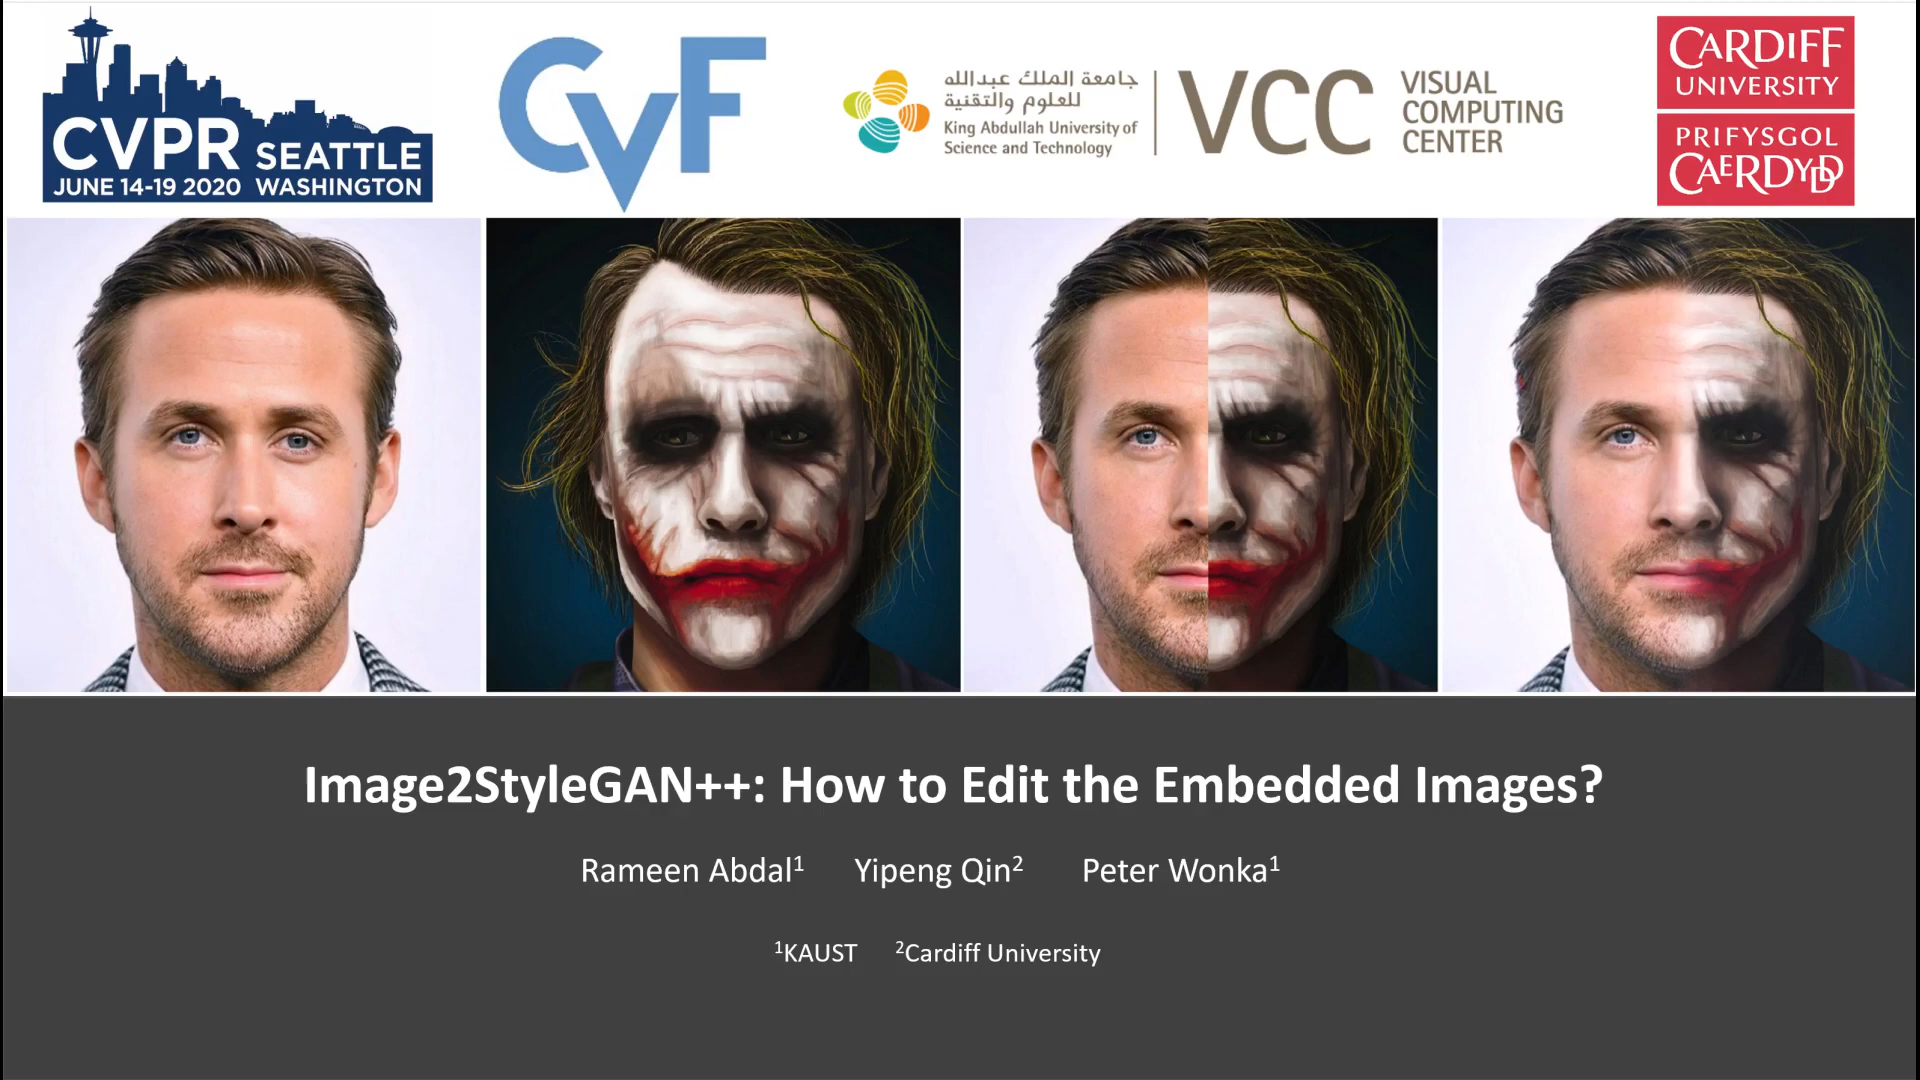 CVPR SEATTLE
JUNE 14-19 2020 WASHINGTON
CVF
جامعة الملك عبدالله
للعلوم والتقنية
King Abdullah University of
Science and Technology
VCC
VISUAL
COMPUTING
CENTER
CARDIFF
UNIVERSITY
PRIFYSGOL
CAERDYDD
Image2StyleGAN++: How to Edit the Embedded Images?
Rameen Abdal¹ Yipeng Qin² Peter Wonka¹
¹KAUST ²Cardiff University